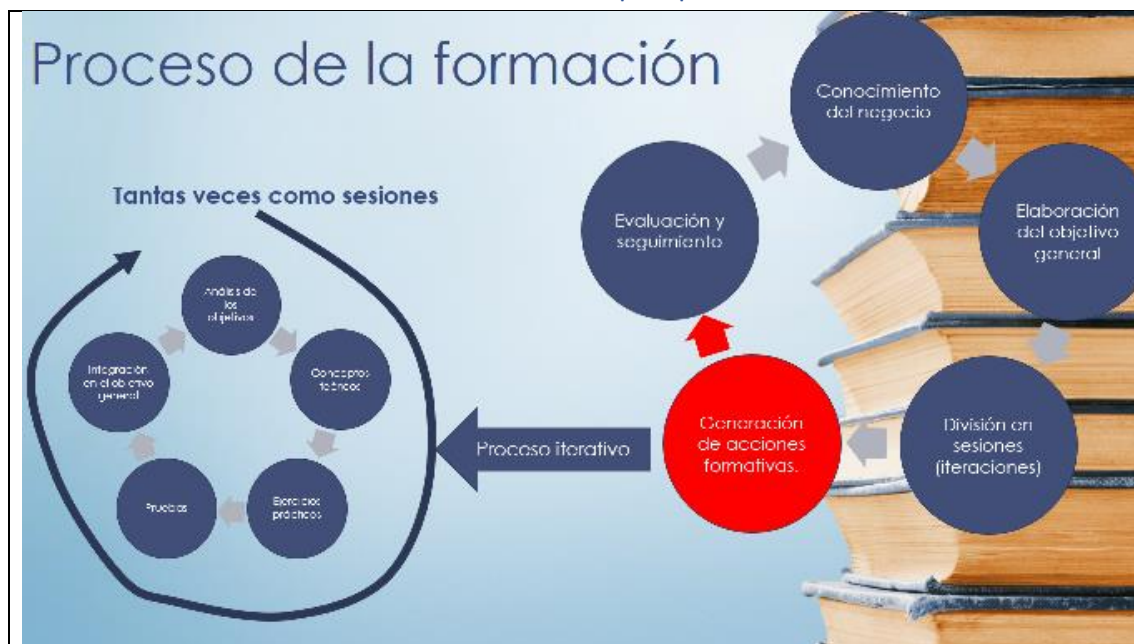 Proceso de la formación
Tantas veces como sesiones
Análisis de
los
objetivos
Conceptos
teóricos
Ejercicios
prácticos
Pruebas
Integración
en el objetivo
general
Proceso iterativo
Conocimiento
del negocio
Elaboración
del objetivo
general
División en
sesiones
(iteraciones)
Generación
de acciones
formativas.
Evaluación y
seguimiento